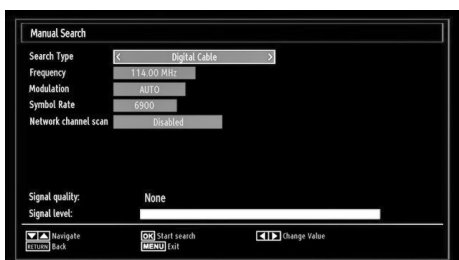 Manual Search
Search Type < Digital Cable >
Frequency 114.00 MHz
Modulation AUTO
Symbol Rate 6900
Network channel scan Disabled
Signal quality: None
Signal level:
Navigate OK Start search Change Value
RETURN Back MENU Exit